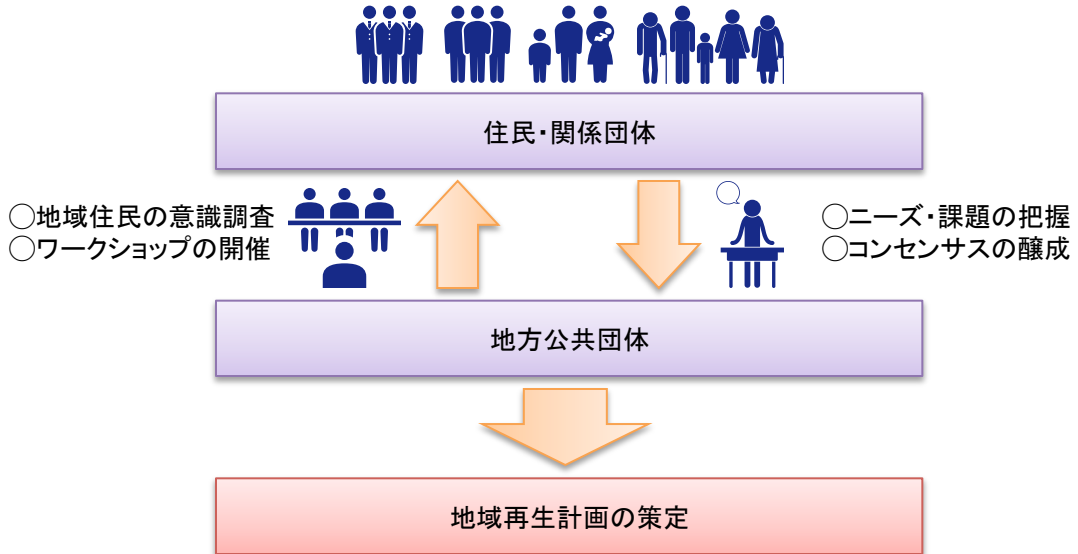 住民・関係団体
◯地域住民の意識調査
◯ワークショップの開催
◯ニーズ・課題の把握
◯コンセンサスの醸成
地方公共団体
地域再生計画の策定